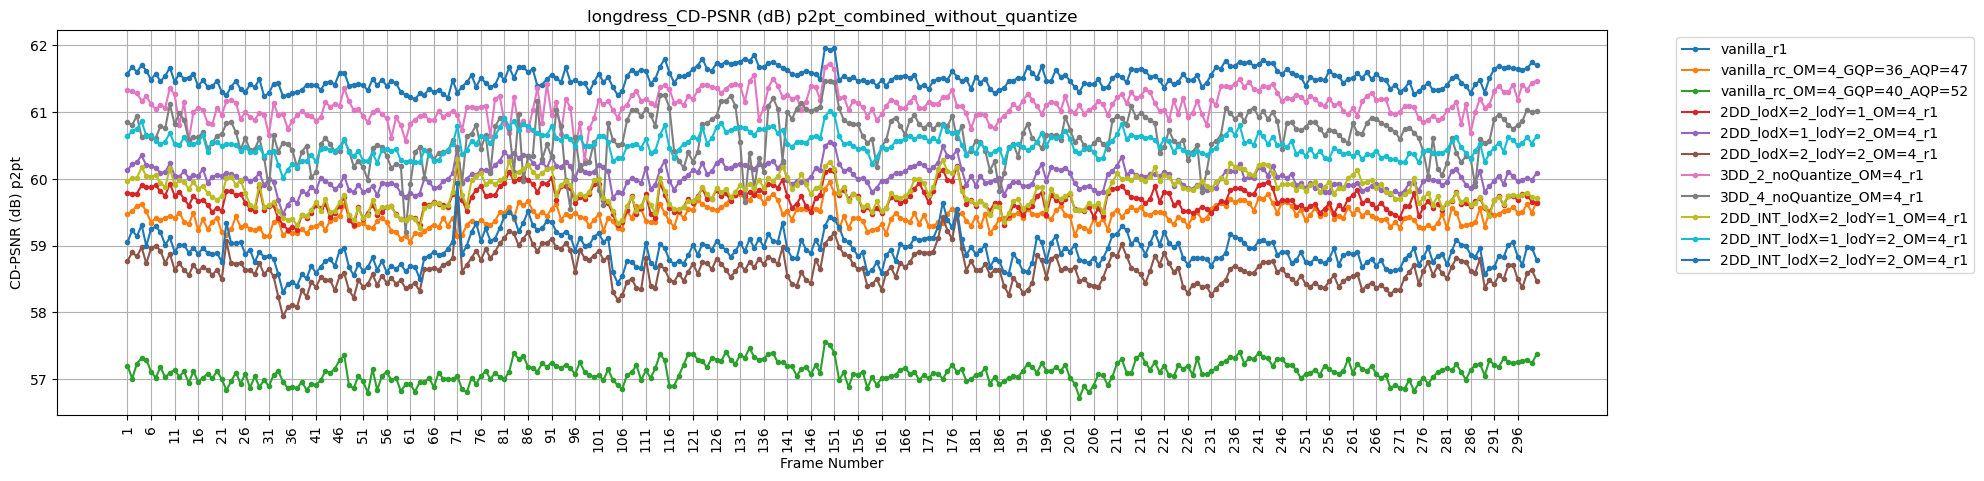 longdress_CD-PSNR (dB) p2pt_combined_without_quantize
CD-PSNR (dB) p2pt
62
61
60
59
58
57
1 6 11 16 21 26 31 36 41 46 51 56 61 66 71 76 81 86 91 96 101 106 111 116 121 126 131 136 141 146 151 156 161 166 171 176 181 186 191 196 201 206 211 216 221 226 231 236 241 246 251 256 261 266 271 276 281 286 291 296
Frame Number
vanilla_r1
vanilla_rc_OM=4_GQP=36_AQP=47
vanilla_rc_OM=4_GQP=40_AQP=52
2DD_lodX=2_lodY=1_OM=4_r1
2DD_lodX=1_lodY=2_OM=4_r1
2DD_lodX=2_lodY=2_OM=4_r1
3DD_2_noQuantize_OM=4_r1
3DD_4_noQuantize_OM=4_r1
2DD_INT_lodX=2_lodY=1_OM=4_r1
2DD_INT_lodX=1_lodY=2_OM=4_r1
2DD_INT_lodX=2_lodY=2_OM=4_r1